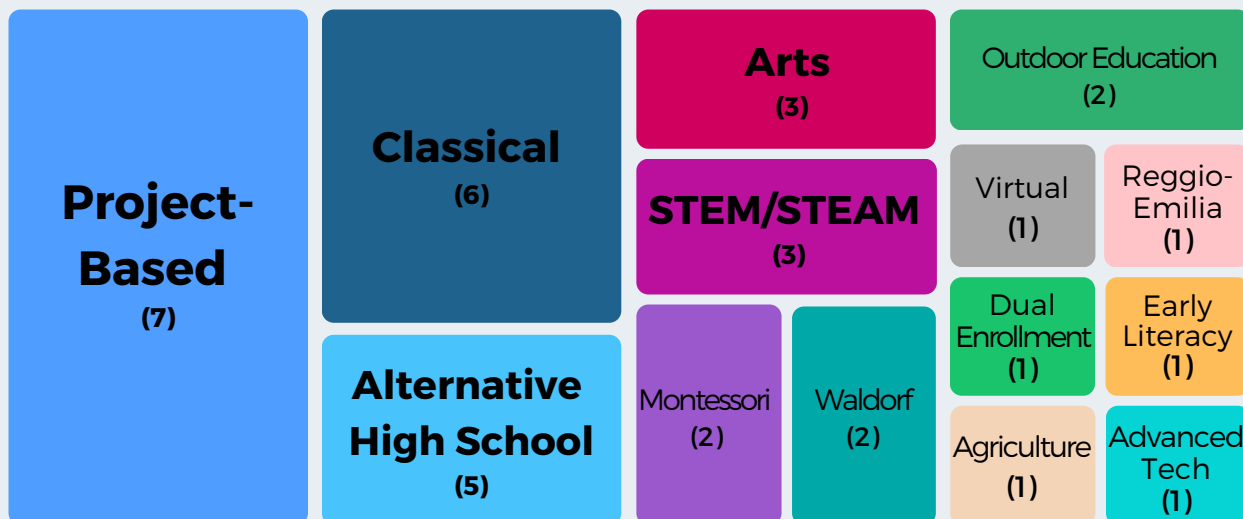 Project-
Based
(7)
Classical
(6)
Alternative
High School
(5)
Arts
(3)
STEM/STEAM
(3)
Montessori
(2)
Waldorf
(2)
Outdoor Education
(2)
Virtual
(1)
Reggio-
Emilia
(1)
Dual
Enrollment
(1)
Early
Literacy
(1)
Agriculture
(1)
Advanced
Tech
(1)